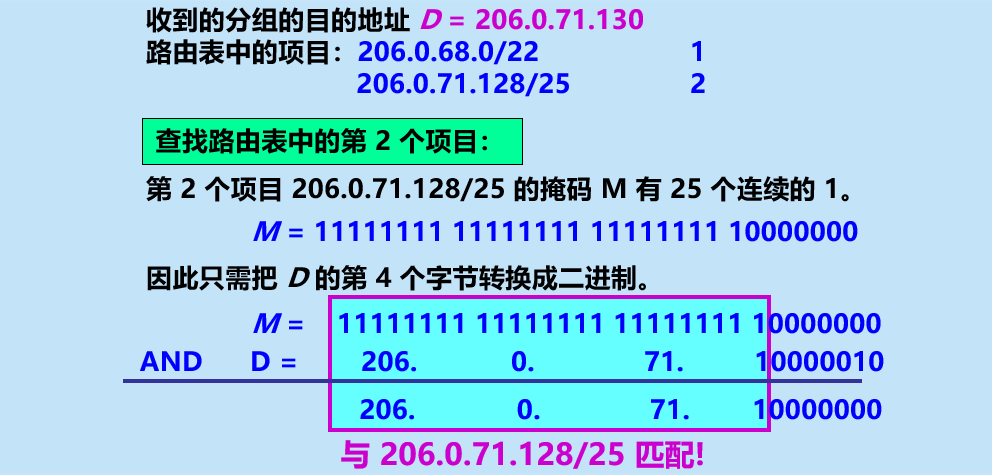 收到的分组的目的地址 D = 206.0.71.130
路由表中的项目：206.0.68.0/22 1
206.0.71.128/25 2
查找路由表中的第 2 个项目：
第 2 个项目 206.0.71.128/25 的掩码 M 有 25 个连续的 1。
M = 11111111 11111111 11111111 10000000
因此只需把 D 的第 4 个字节转换成二进制。
M = 11111111 11111111 11111111 10000000
AND D = 206. 0. 71. 10000010
206. 0. 71. 10000000
与 206.0.71.128/25 匹配!